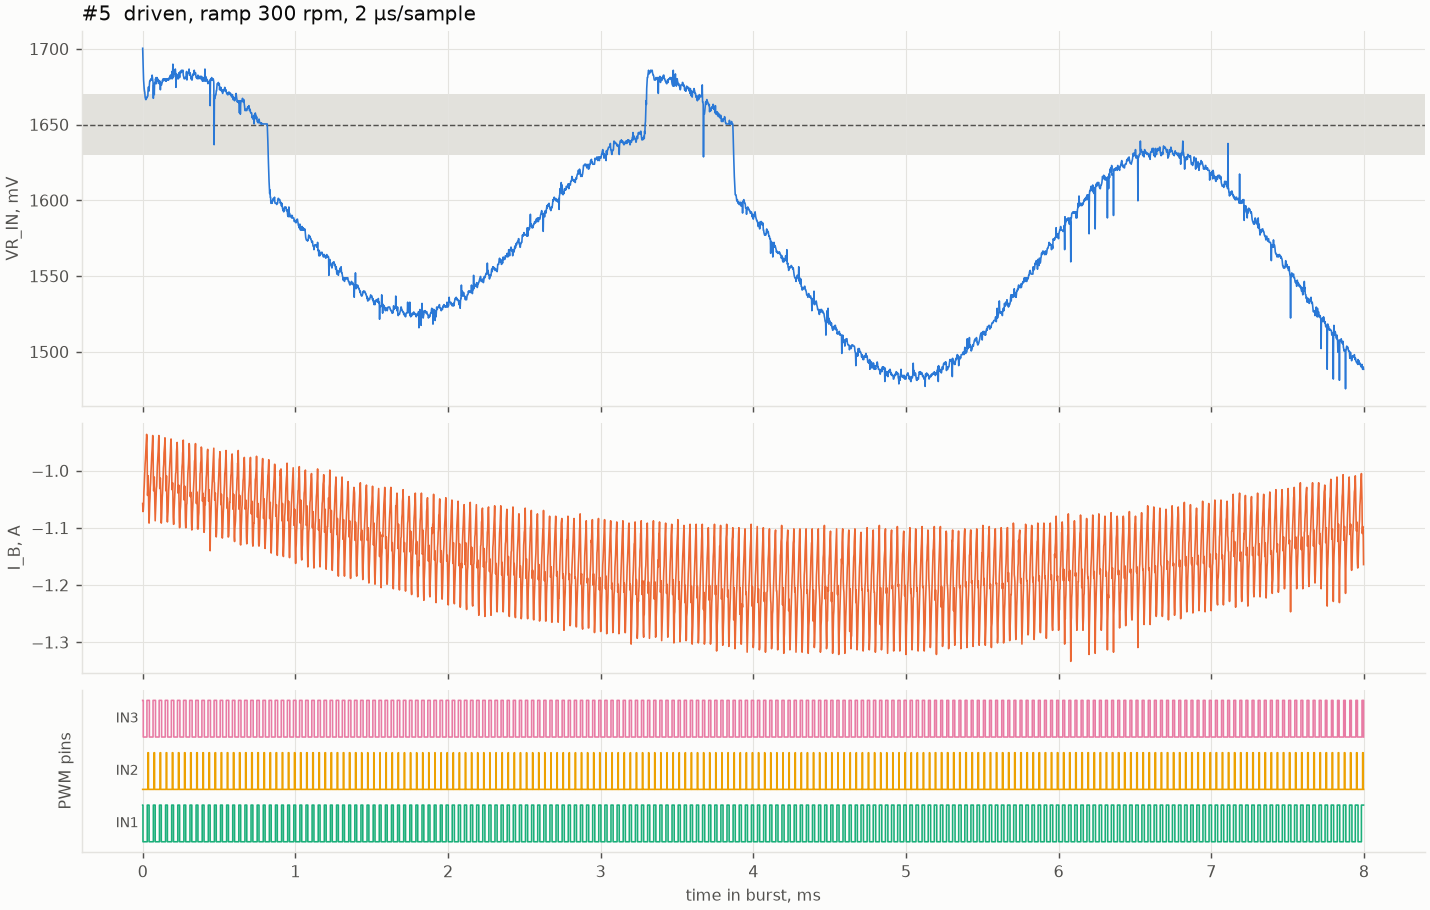 #5  driven, ramp 300 rpm, 2 µs/sample
VR_IN, mV
1700
1650
1600
1550
1500
I_B, A
−1.0
−1.1
−1.2
−1.3
PWM pins
IN3
IN2
IN1
0 1 2 3 4 5 6 7 8
time in burst, ms